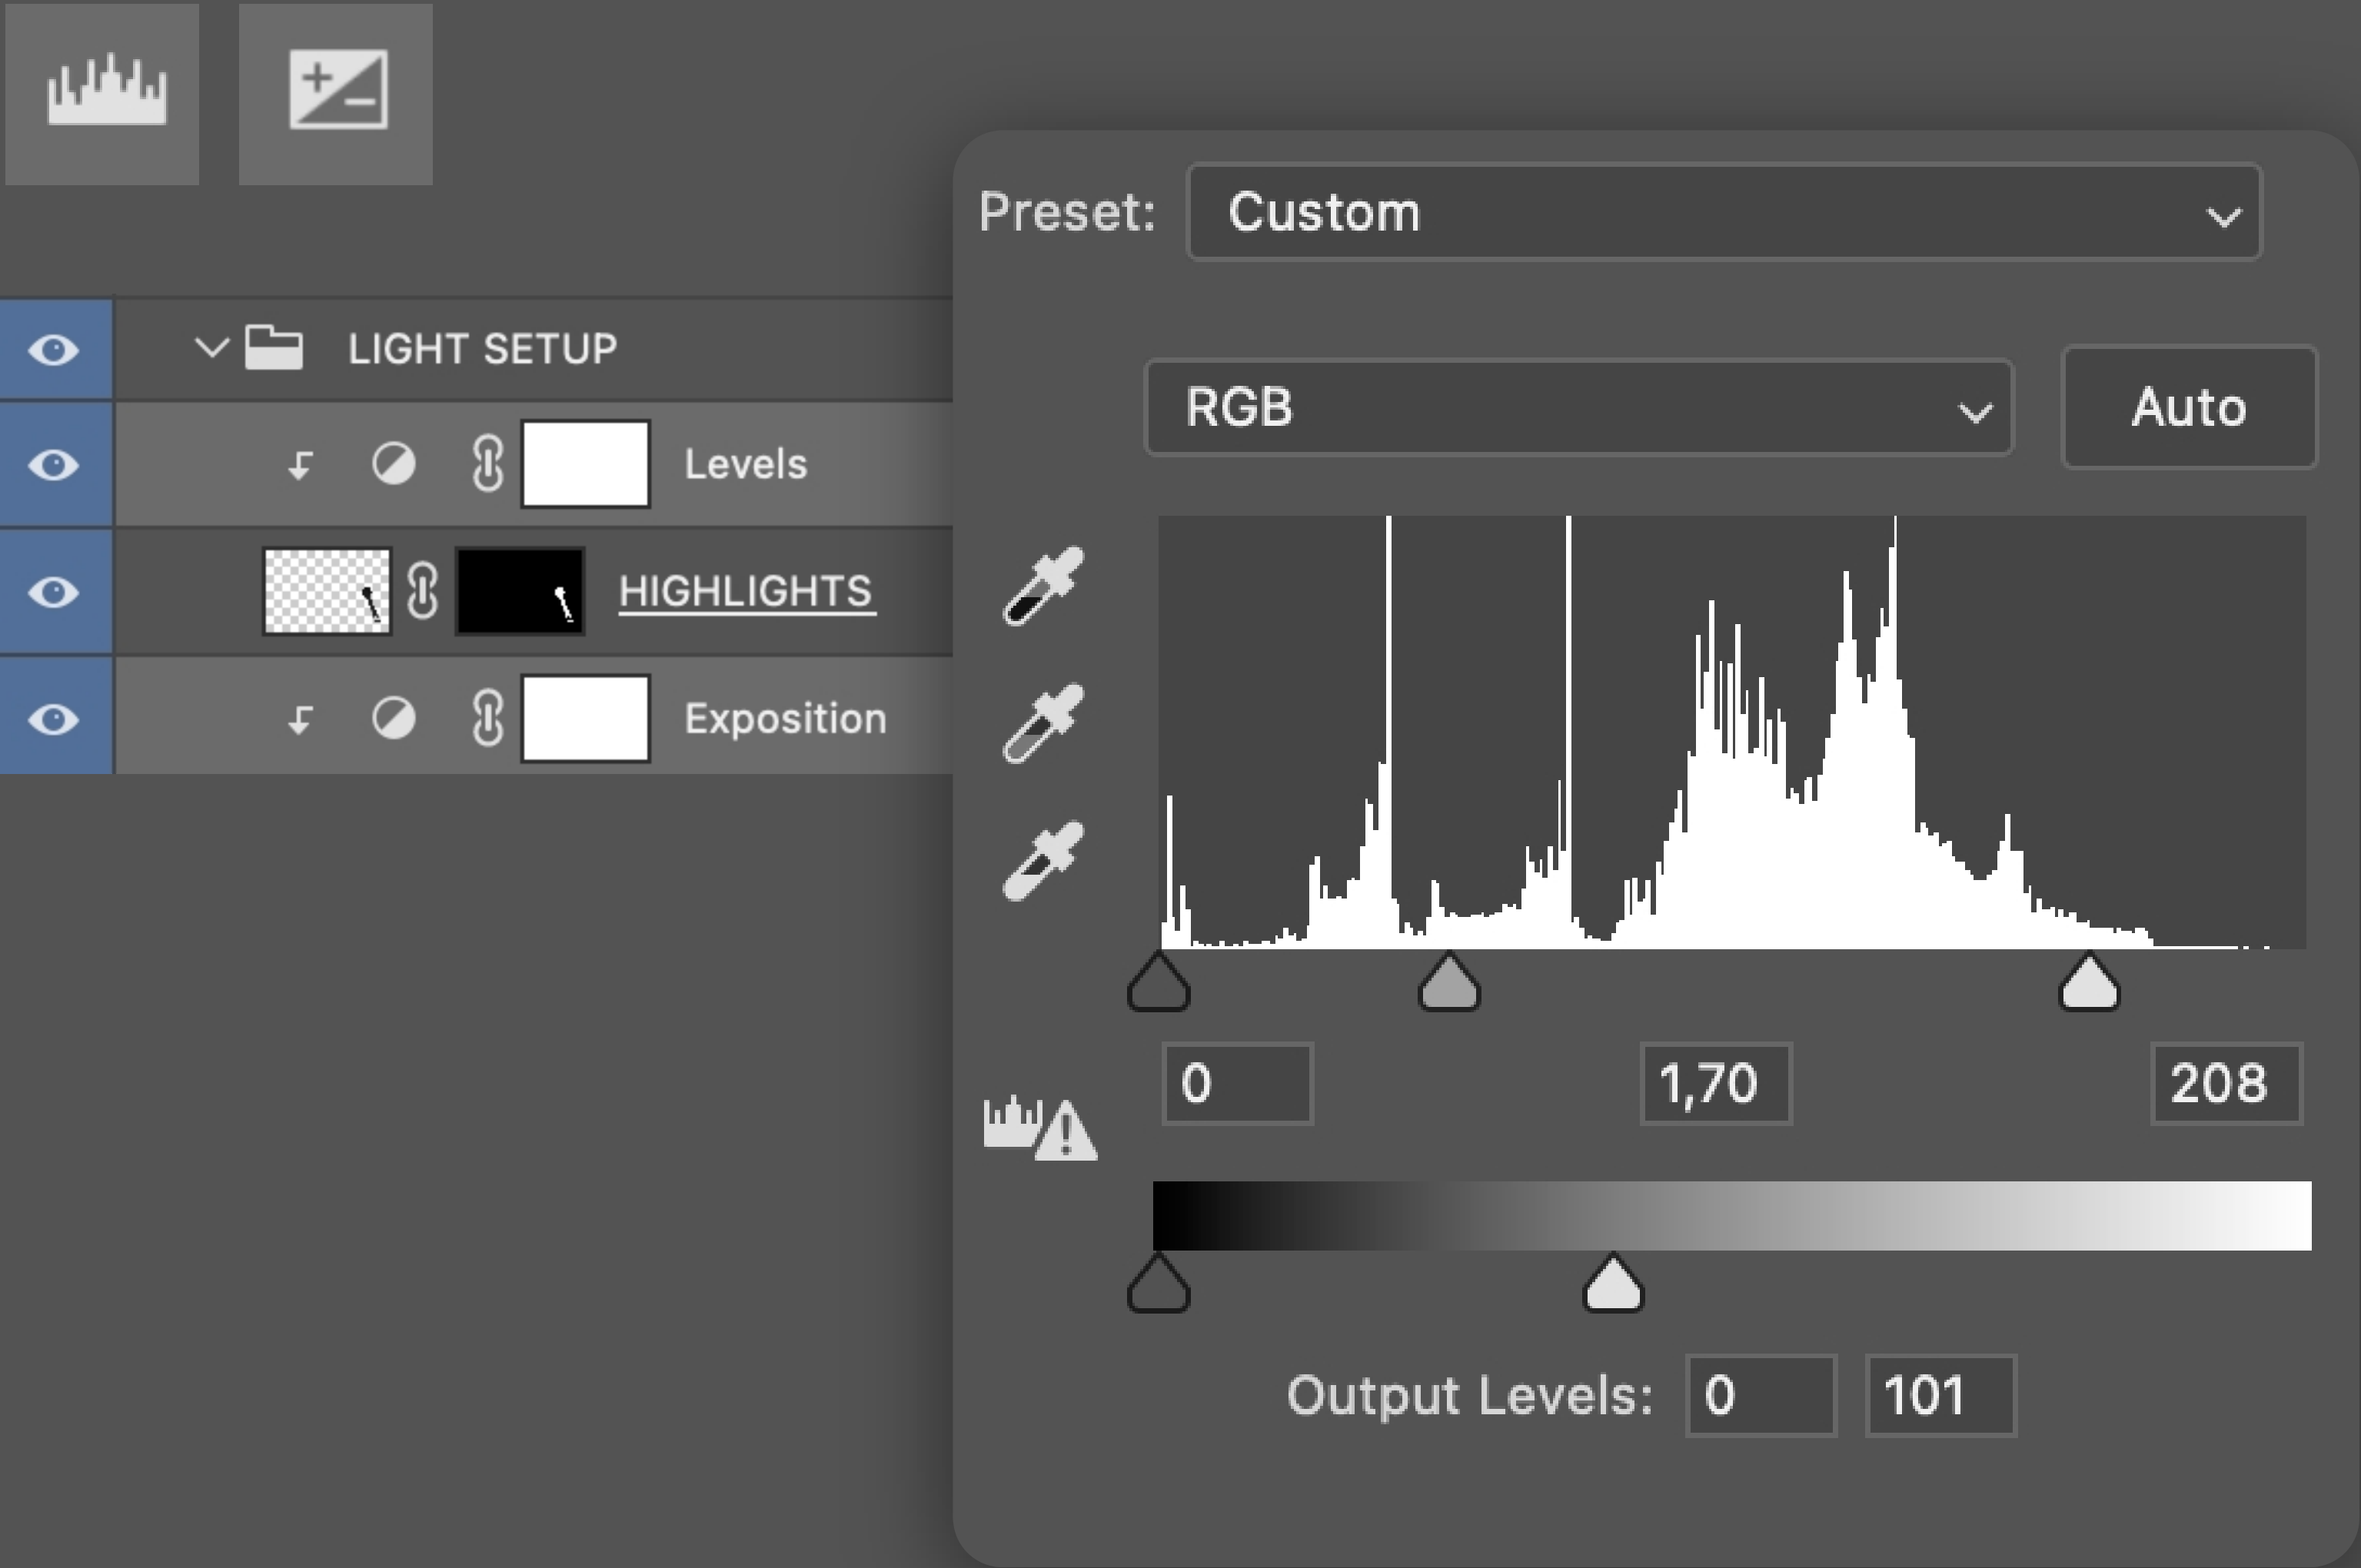 LIGHT SETUP
Levels
HIGHLIGHTS
Exposition
Preset: Custom
RGB Auto
0 1,70 208
Output Levels: 0 101